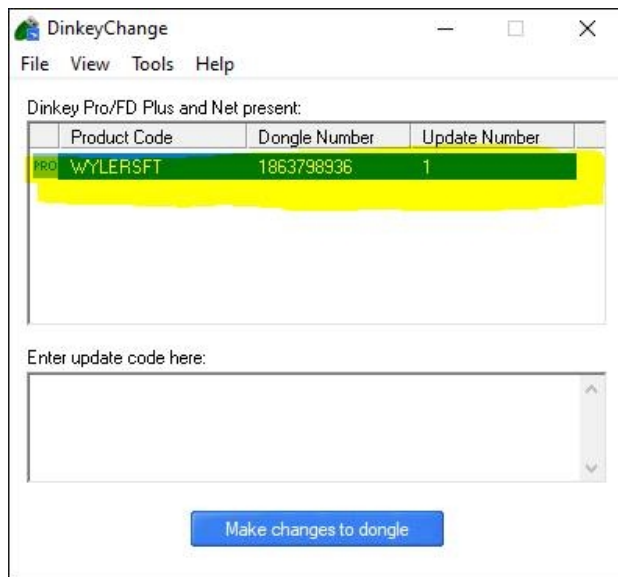 DinkeyChange
File View Tools Help
Dinkey Pro/FD Plus and Net present:
Product Code Dongle Number Update Number
PRO WYLERSFT 1863798936 1
Enter update code here:
Make changes to dongle